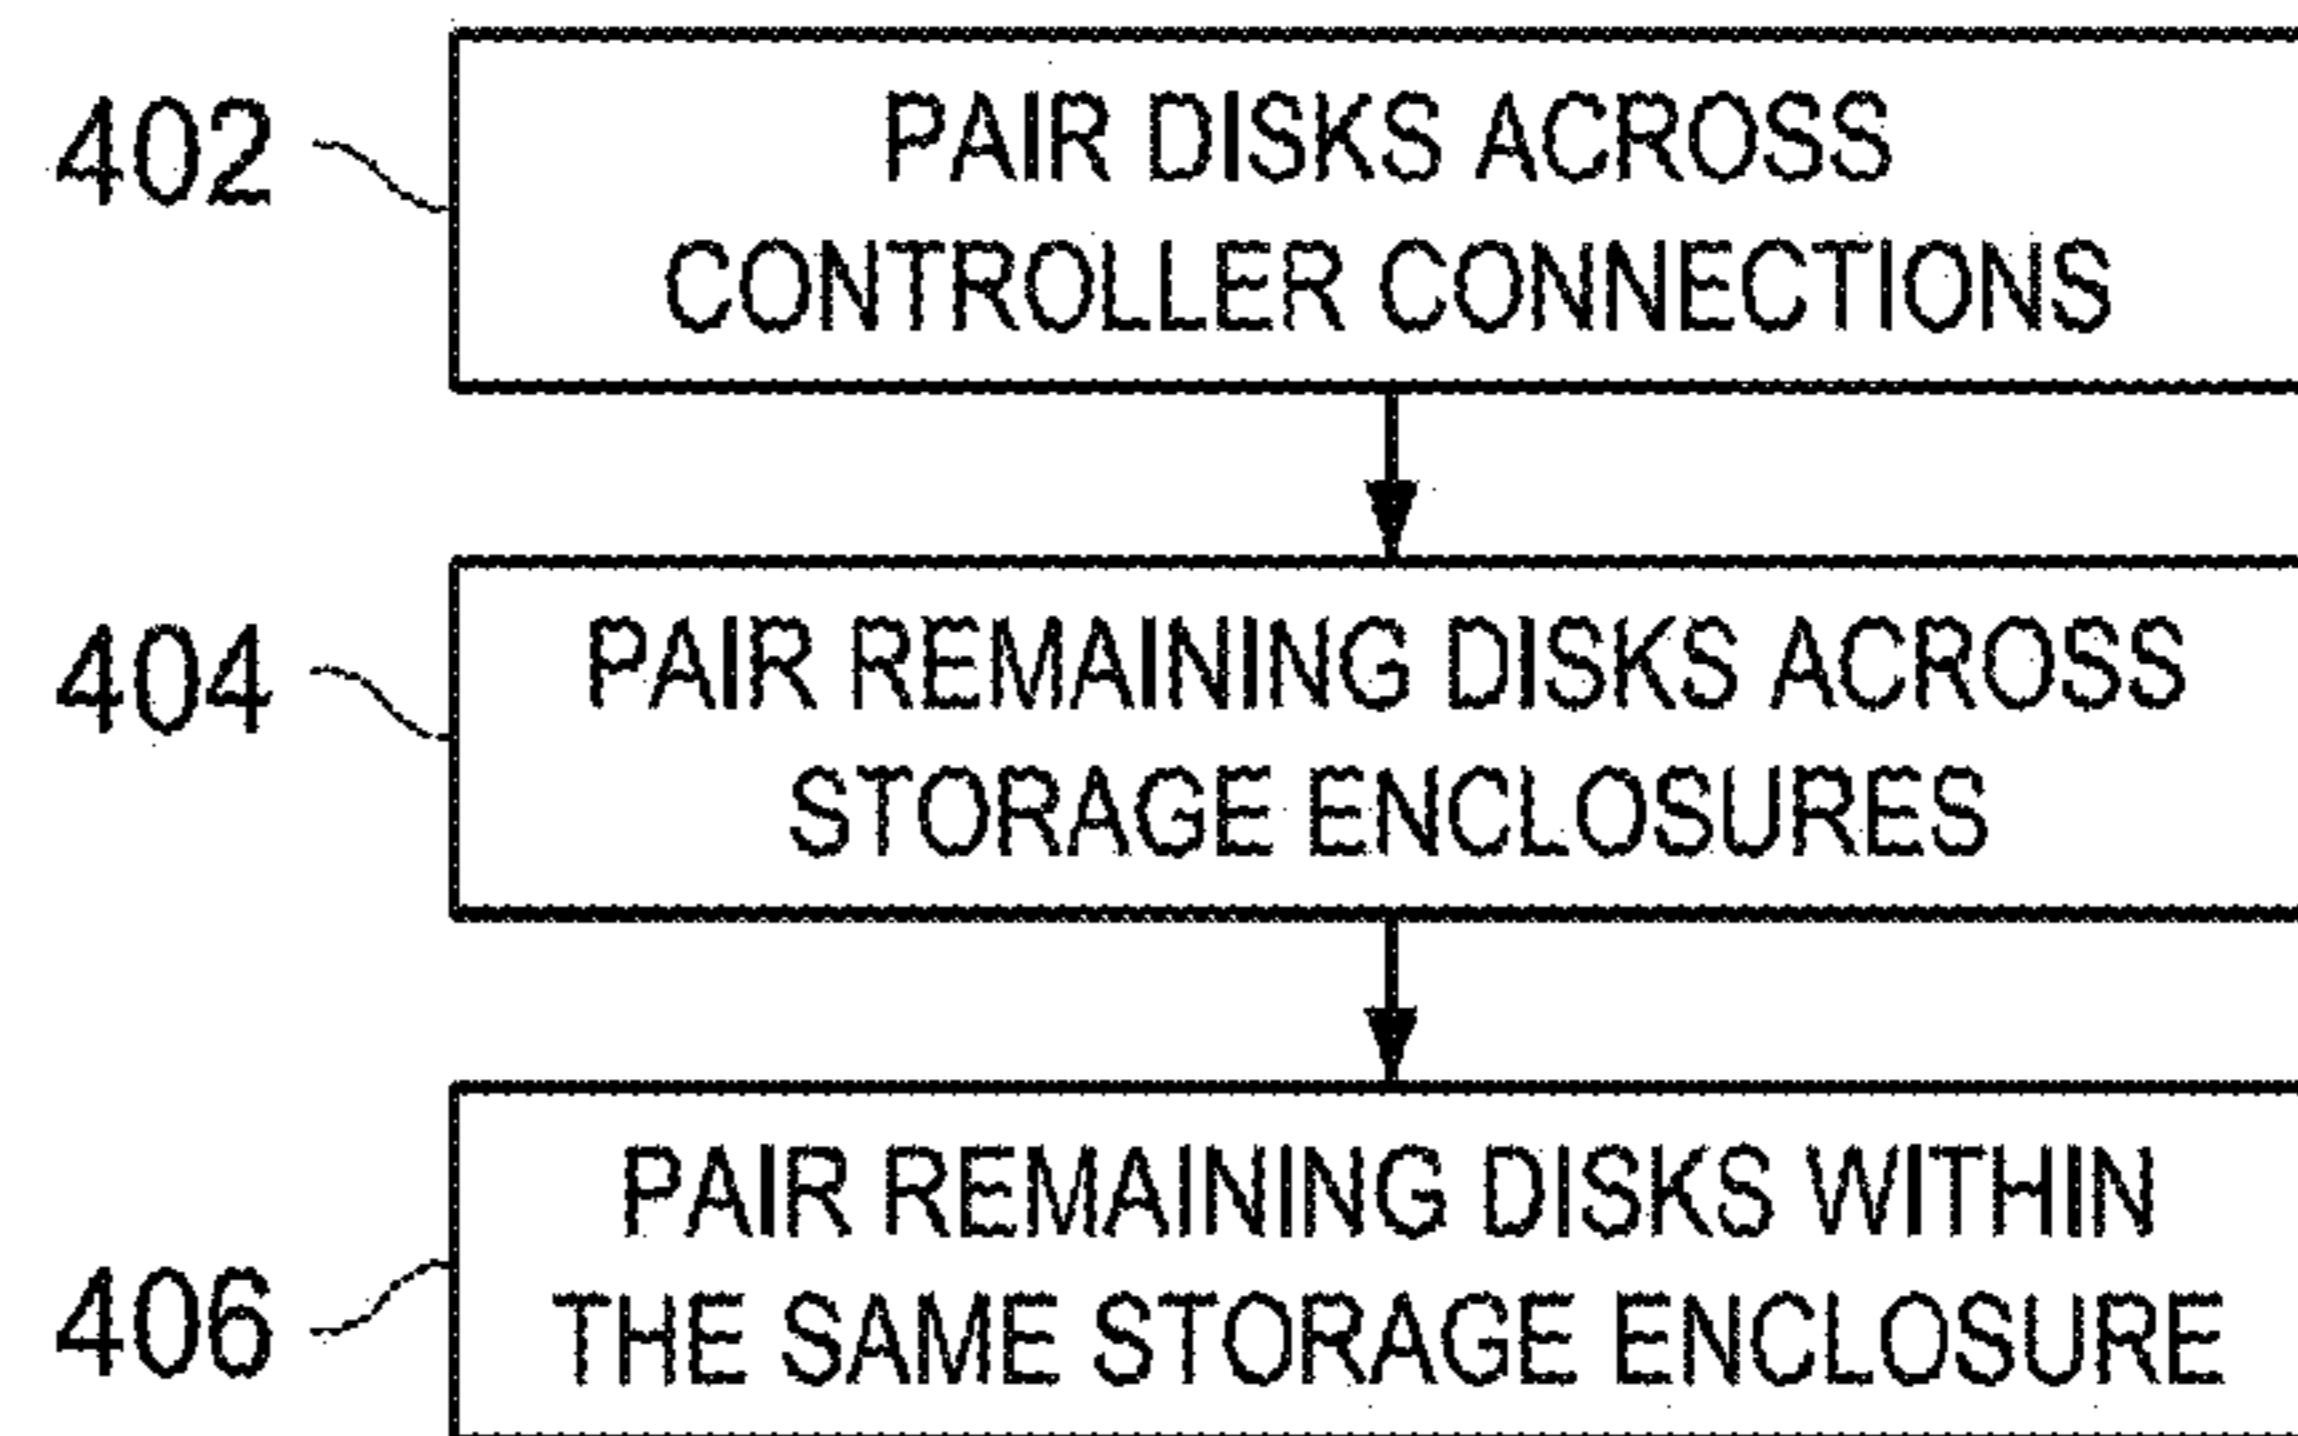 402
PAIR DISKS ACROSS
CONTROLLER CONNECTIONS
404
PAIR REMAINING DISKS ACROSS
STORAGE ENCLOSURES
PAIR REMAINING DISKS WITHIN
406
THE SAME STORAGE ENCLOSURE